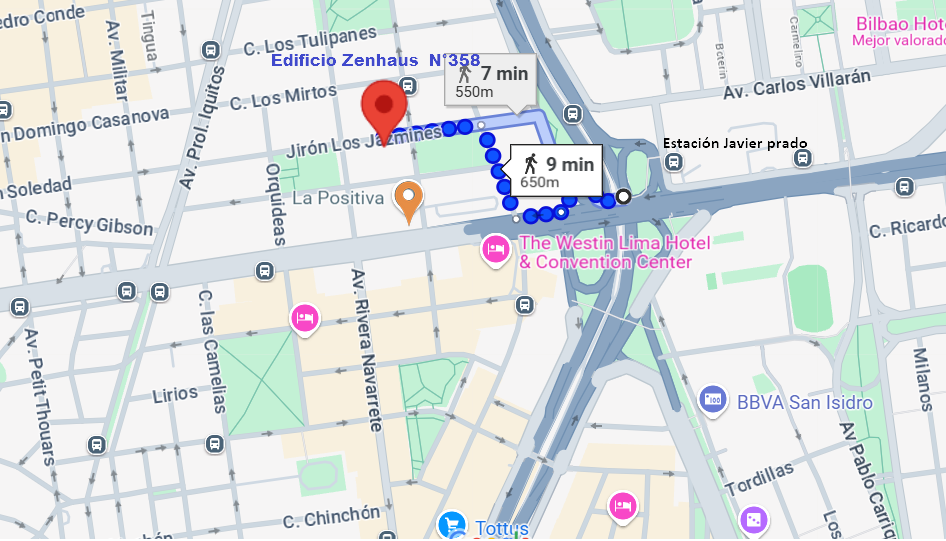 edro Conde
Av. Militar
Tingua
C. Los Tulipanes
Edificio Zenhaus N°358
7 min
550m
C. Los Mirtos
Av. Prol. Iquitos
n Domingo Casanova
Jirón Los Jazmines
Bilbao Hote
Mejor valorado
Carmelino
Av. Carlos Villarán
Estación Javier prado
9 min
650m
n Soledad
Orquídeas
La Positiva
C. Percy Gibson
C. Ricardo
The Westin Lima Hotel
& Convention Center
Av. Petit Thouars
C. las Camelias
Av. Rivera Navarrete
Lirios
BBVA San Isidro
Milanos
Av Pablo Carriq
Tordillas
Los
C. Chinchón
Tottus